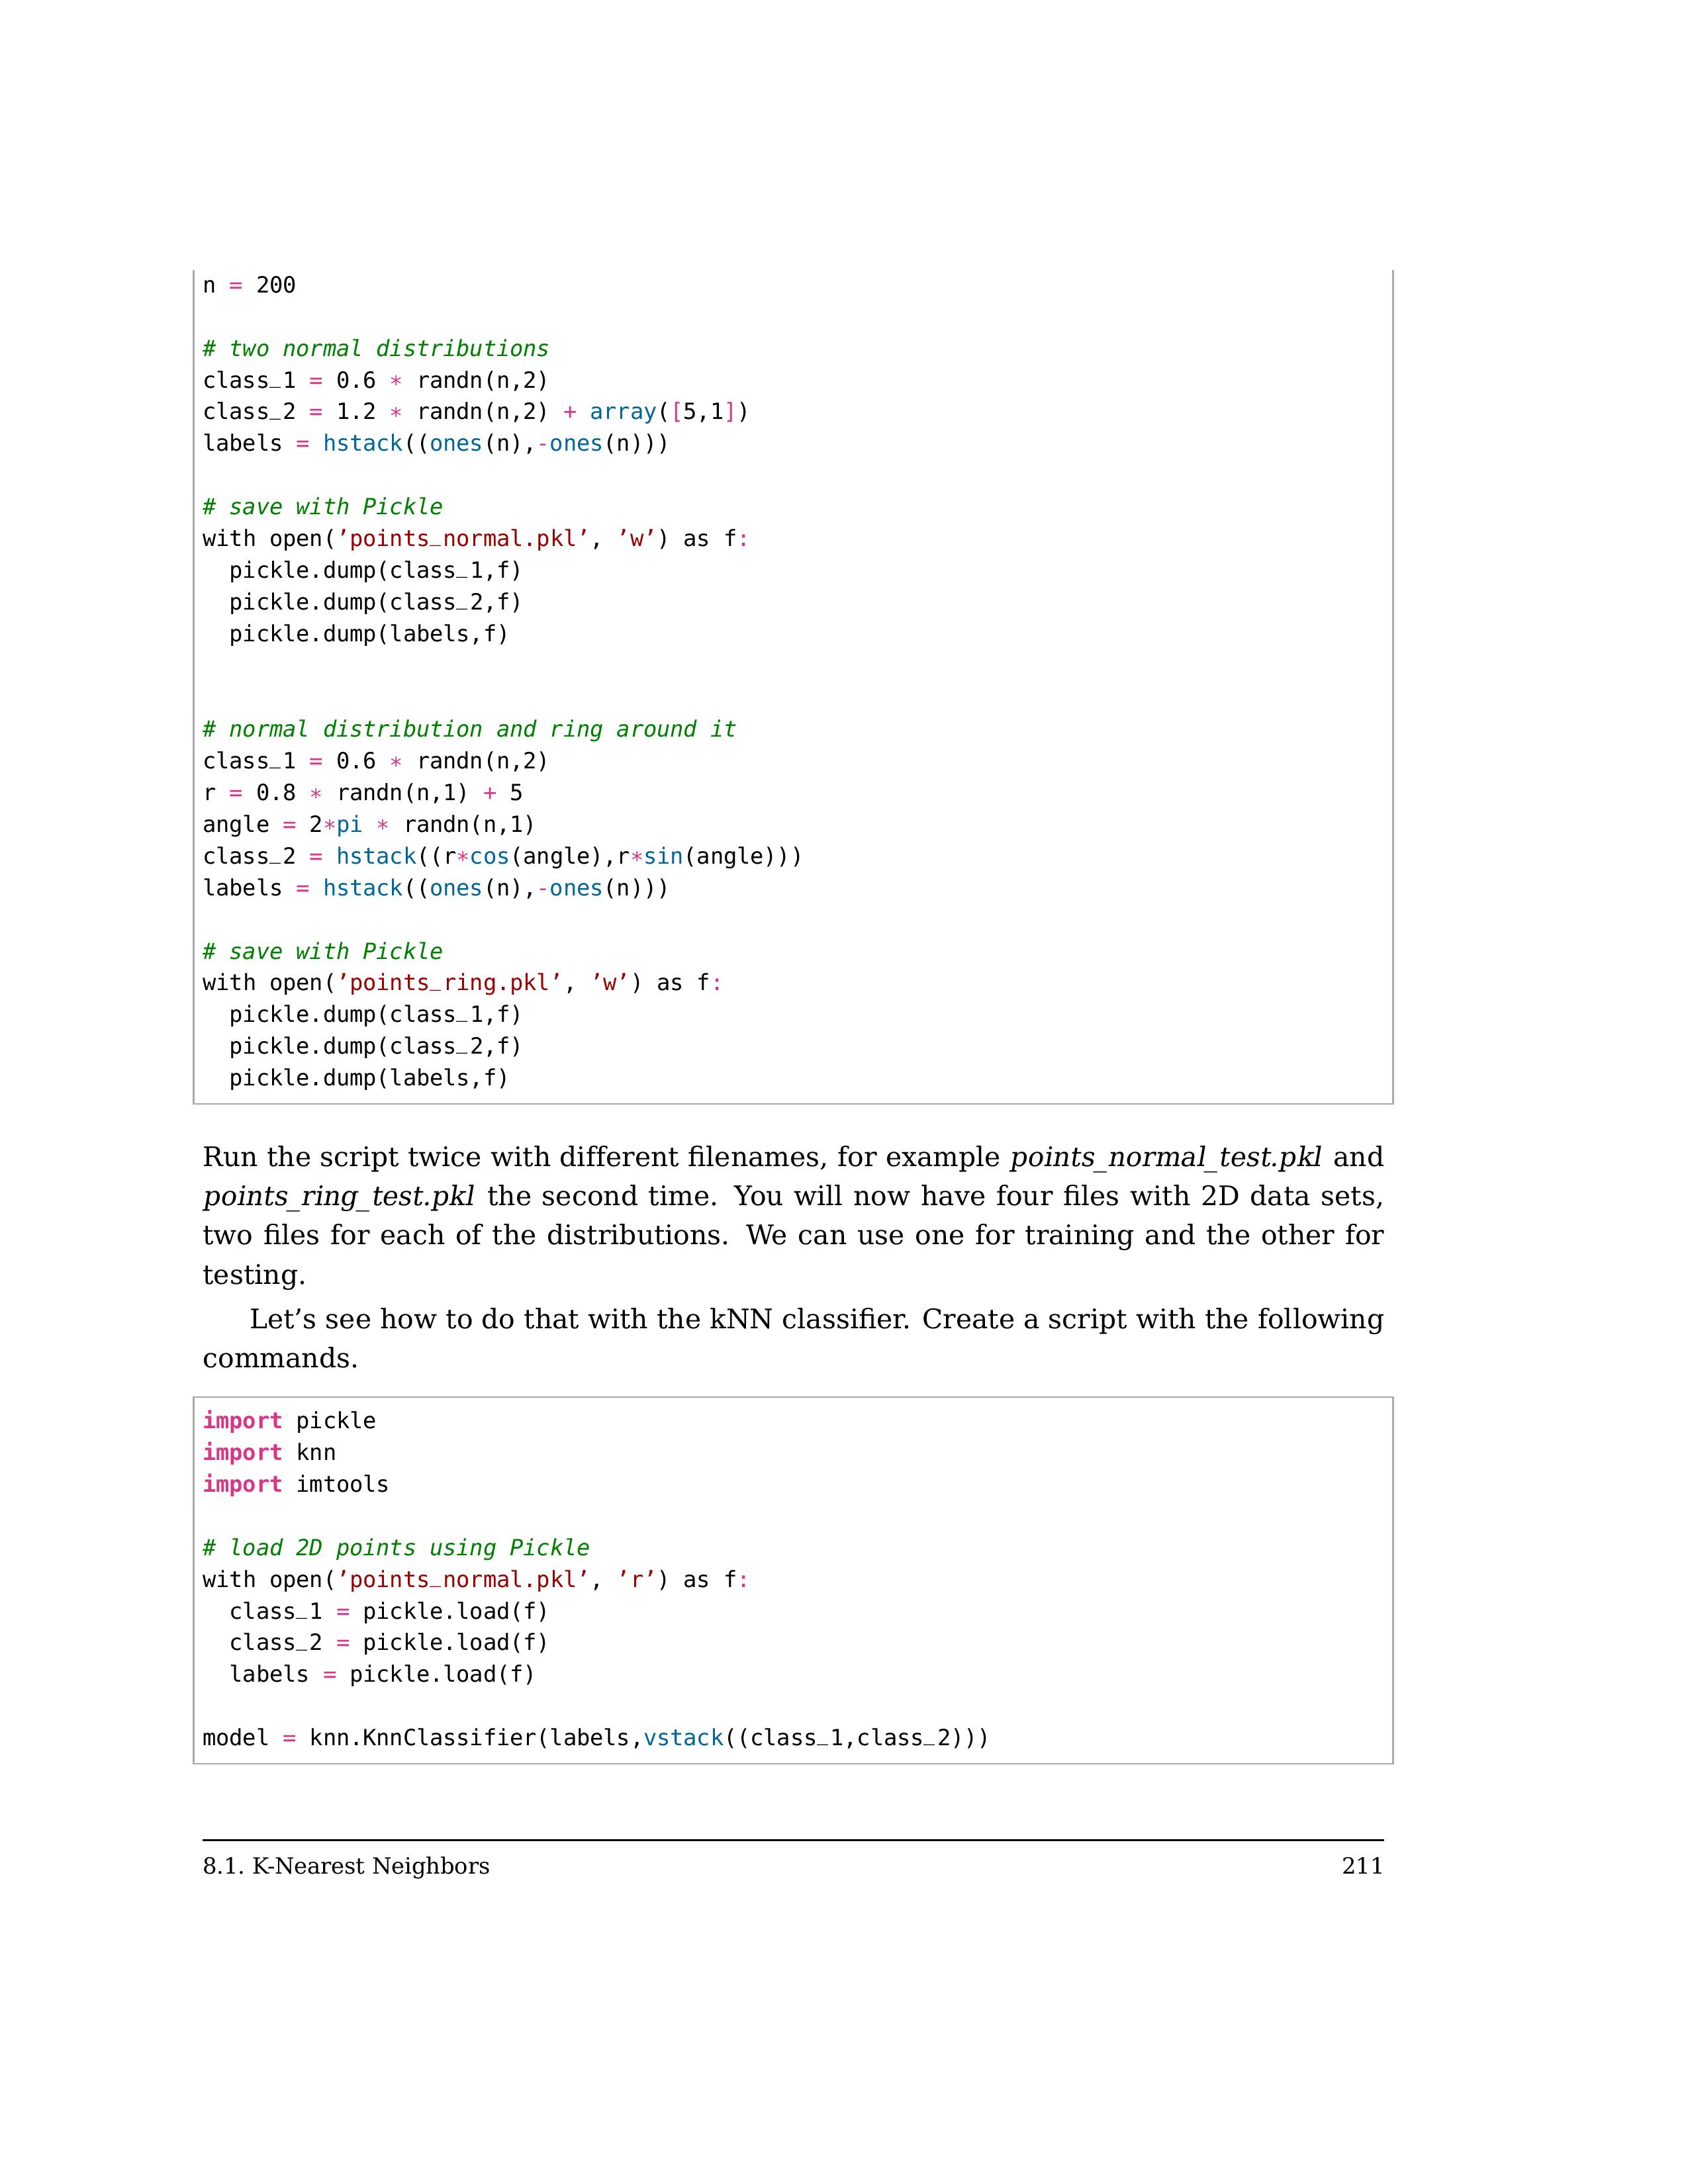 n = 200
# two normal distributions
class_1 = 0.6 * randn(n,2)
class_2 = 1.2 * randn(n,2) + array([5,1])
labels = hstack((ones(n),-ones(n)))
# save with Pickle
with open(’points_normal.pkl’, ’w’) as f:
  pickle.dump(class_1,f)
  pickle.dump(class_2,f)
  pickle.dump(labels,f)
# normal distribution and ring around it
class_1 = 0.6 * randn(n,2)
r = 0.8 * randn(n,1) + 5
angle = 2*pi * randn(n,1)
class_2 = hstack((r*cos(angle),r*sin(angle)))
labels = hstack((ones(n),-ones(n)))
# save with Pickle
with open(’points_ring.pkl’, ’w’) as f:
  pickle.dump(class_1,f)
  pickle.dump(class_2,f)
  pickle.dump(labels,f)
Run the script twice with different filenames, for example points_normal_test.pkl and
points_ring_test.pkl the second time. You will now have four files with 2D data sets,
two files for each of the distributions. We can use one for training and the other for
testing.
Let’s see how to do that with the kNN classifier. Create a script with the following
commands.
import pickle
import knn
import imtools
# load 2D points using Pickle
with open(’points_normal.pkl’, ’r’) as f:
  class_1 = pickle.load(f)
  class_2 = pickle.load(f)
  labels = pickle.load(f)
model = knn.KnnClassifier(labels,vstack((class_1,class_2)))
8.1. K-Nearest Neighbors 211